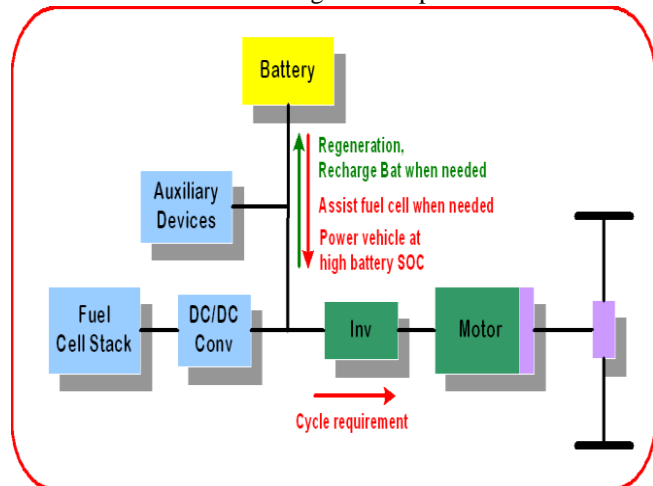 Battery
Regeneration,
Recharge Bat when needed
Auxiliary
Devices
Assist fuel cell when needed
Power vehicle at
high battery SOC
Fuel
Cell Stack
DC/DC
Conv
Inv
Motor
Cycle requirement